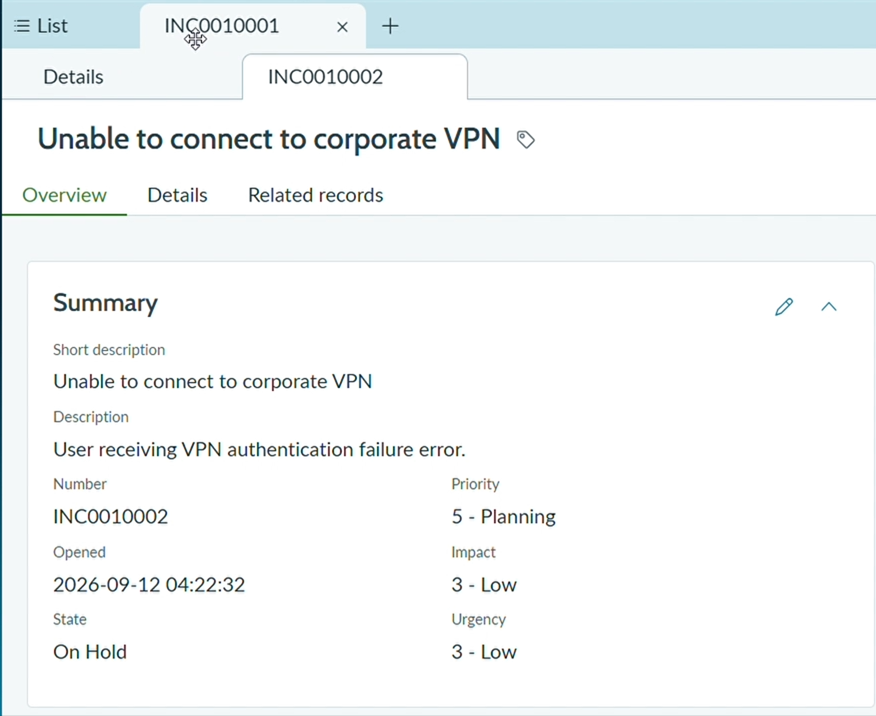 List INC0010001
Details INC0010002
Unable to connect to corporate VPN
Overview Details Related records
Summary
Short description
Unable to connect to corporate VPN
Description
User receiving VPN authentication failure error.
Number Priority
INC0010002 5 - Planning
Opened Impact
2026-09-12 04:22:32 3 - Low
State Urgency
On Hold 3 - Low